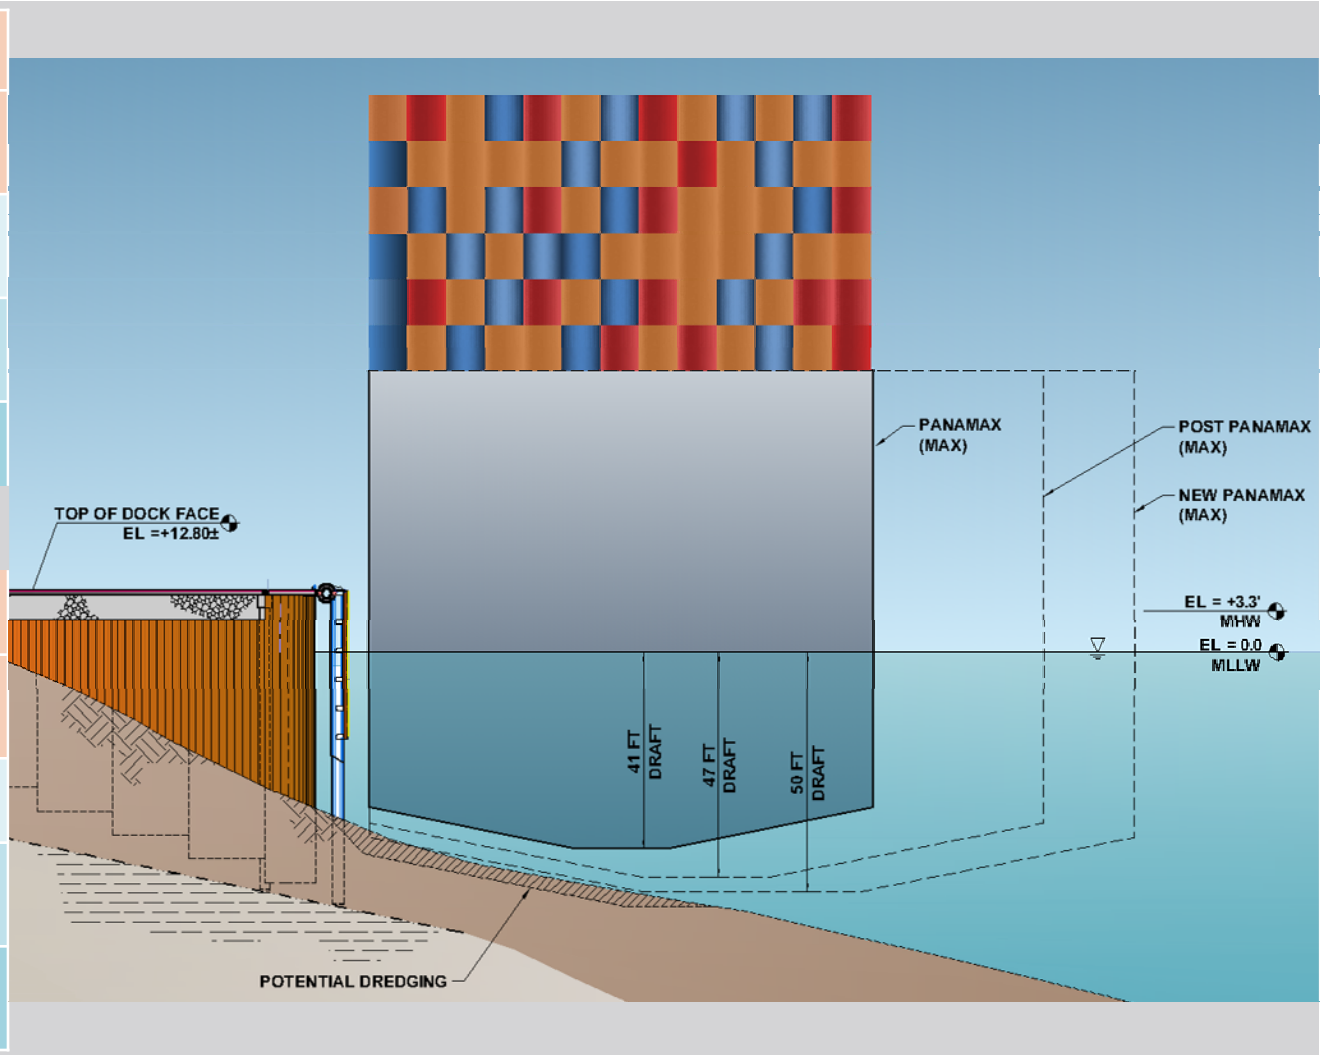 PANAMAX
(MAX)
POST PANAMAX
(MAX)
NEW PANAMAX
(MAX)
TOP OF DOCK FACE
EL =+12.80±
EL = +3.3'
MHW
EL = 0.0
MLLW
41 FT
DRAFT
47 FT
DRAFT
50 FT
DRAFT
POTENTIAL DREDGING